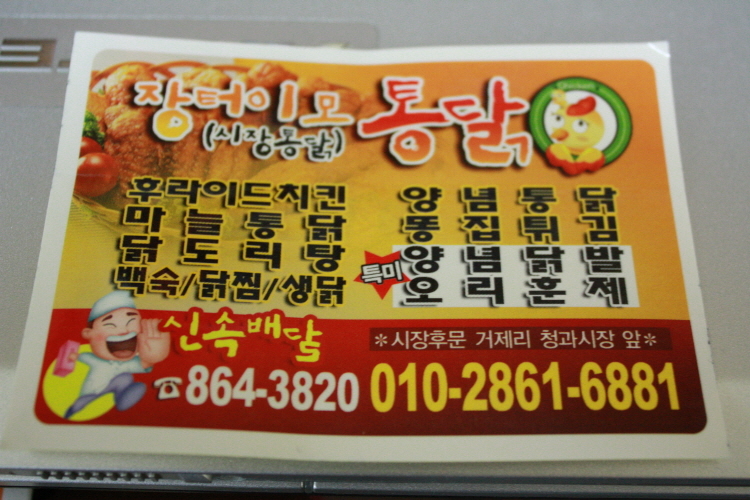 장터이모 통닭
(시장통닭)
후라이드치킨
마늘통닭
닭도리탕
백숙/닭찜/생닭
양념통닭
똥집튀김
특미
양념닭발
오리훈제
신속배달
*시장후문 거제리 청과시장 앞*
☎864-3820 010-2861-6881